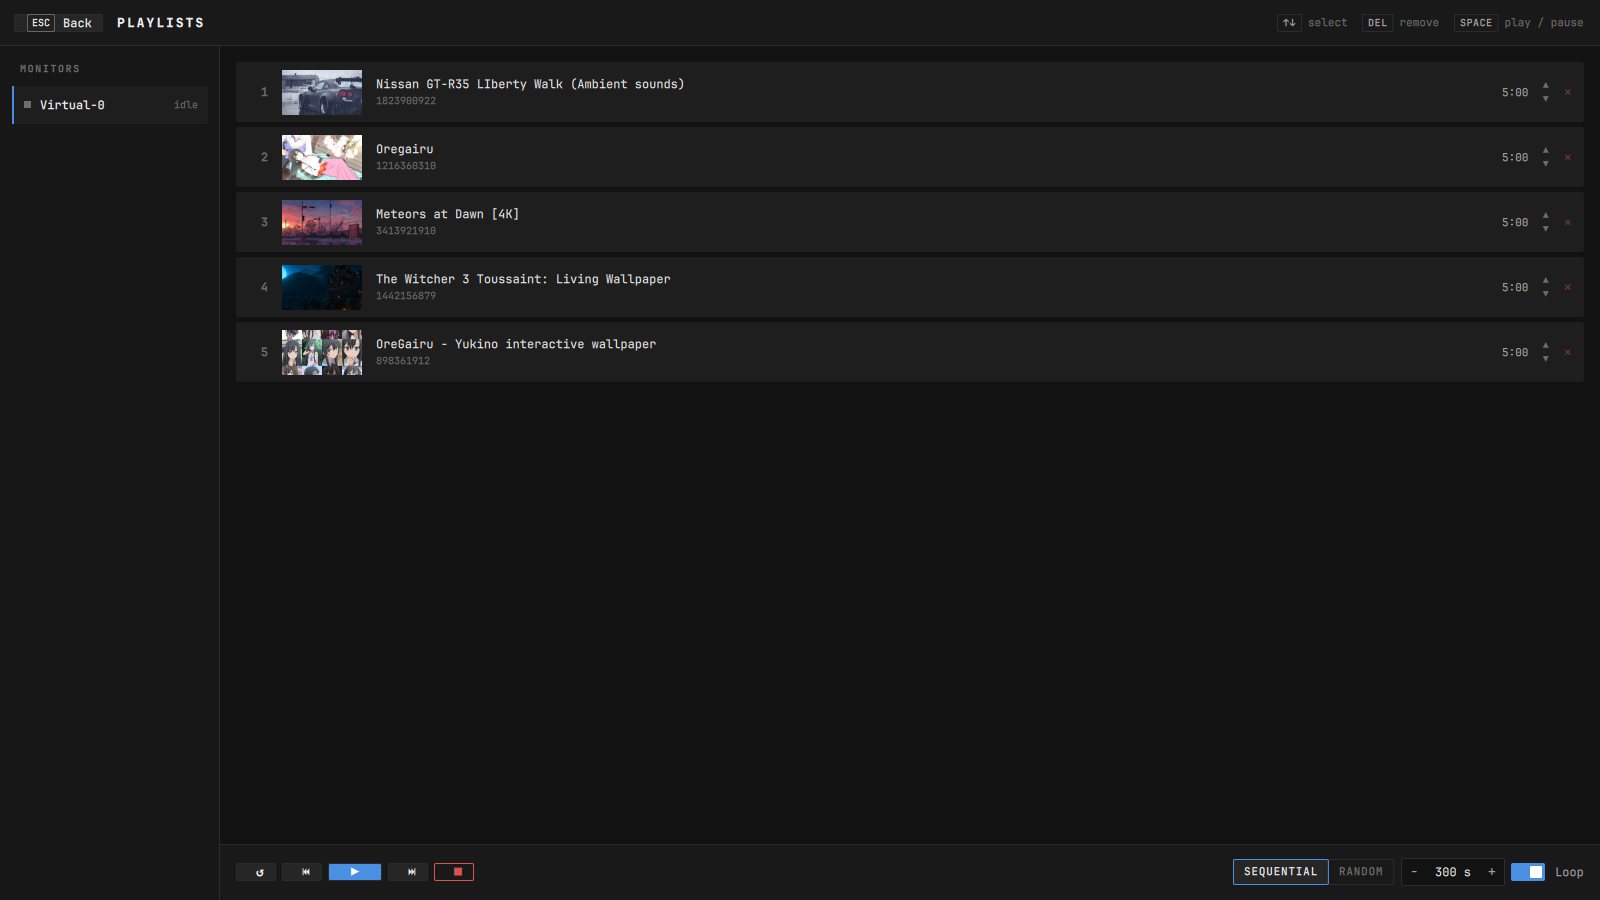 ESC Back PLAYLISTS ↑↓ select DEL remove SPACE play / pause
MONITORS
Virtual-0 idle
1 Nissan GT-R35 LIberty Walk (Ambient sounds) 5:00
1823900922
2 Oregairu 5:00
1216360310
3 Meteors at Dawn [4K] 5:00
3413921910
4 The Witcher 3 Toussaint: Living Wallpaper 5:00
1442156879
5 OreGairu - Yukino interactive wallpaper 5:00
898361912
SEQUENTIAL RANDOM - 300 s + Loop